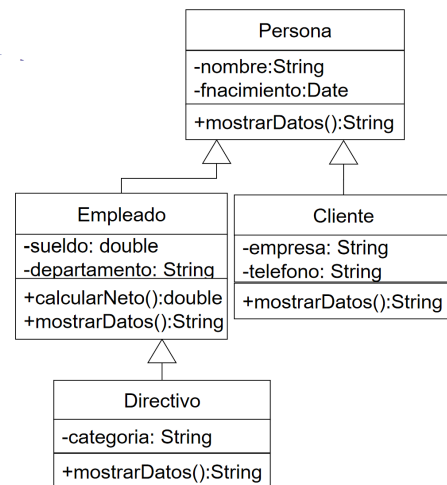 Persona
-nombre:String
-fnacimiento:Date
+mostrarDatos():String
Empleado
-sueldo: double
-departamento: String
+calcularNeto():double
+mostrarDatos():String
Cliente
-empresa: String
-telefono: String
+mostrarDatos():String
Directivo
-categoria: String
+mostrarDatos():String